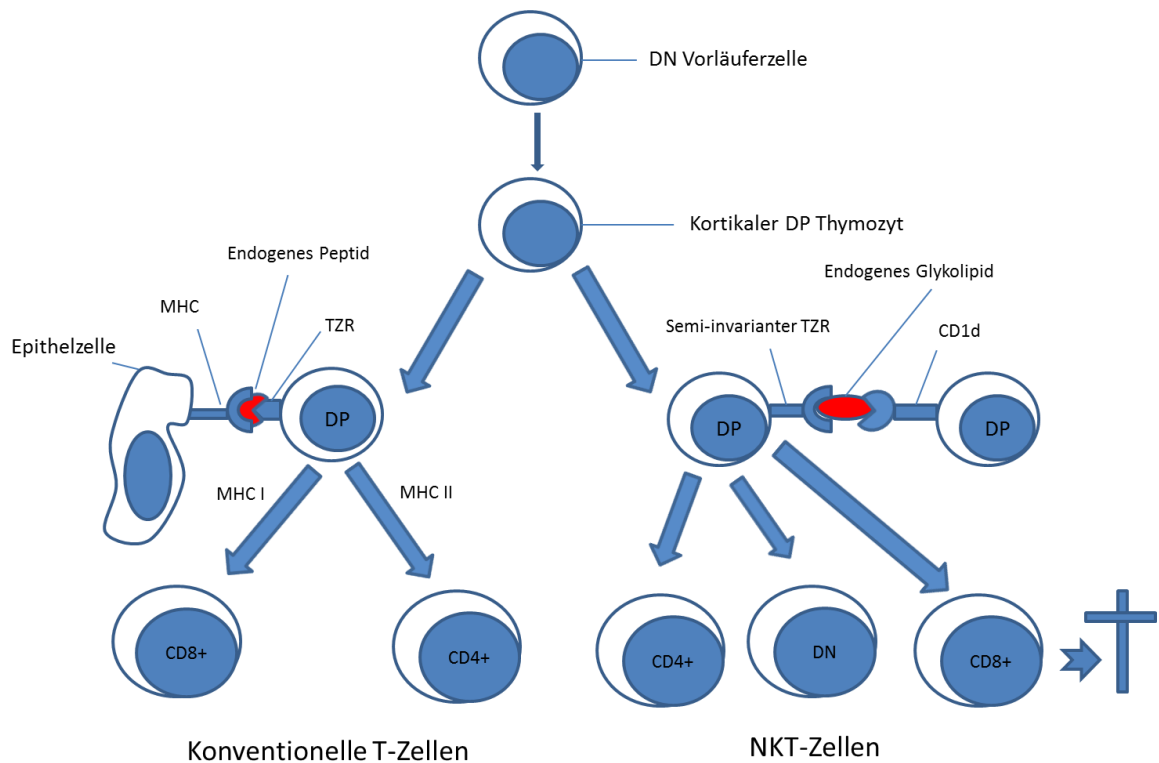 DN Vorläuferzelle
Kortikaler DP Thymozyt
Endogenes Peptid
MHC
TZR
Epithelzelle
DP
MHC I
MHC II
CD8+
CD4+
Konventionelle T-Zellen
Endogenes Glykolipid
Semi-invarianter TZR
CD1d
DP
DP
CD4+
DN
CD8+
NKT-Zellen